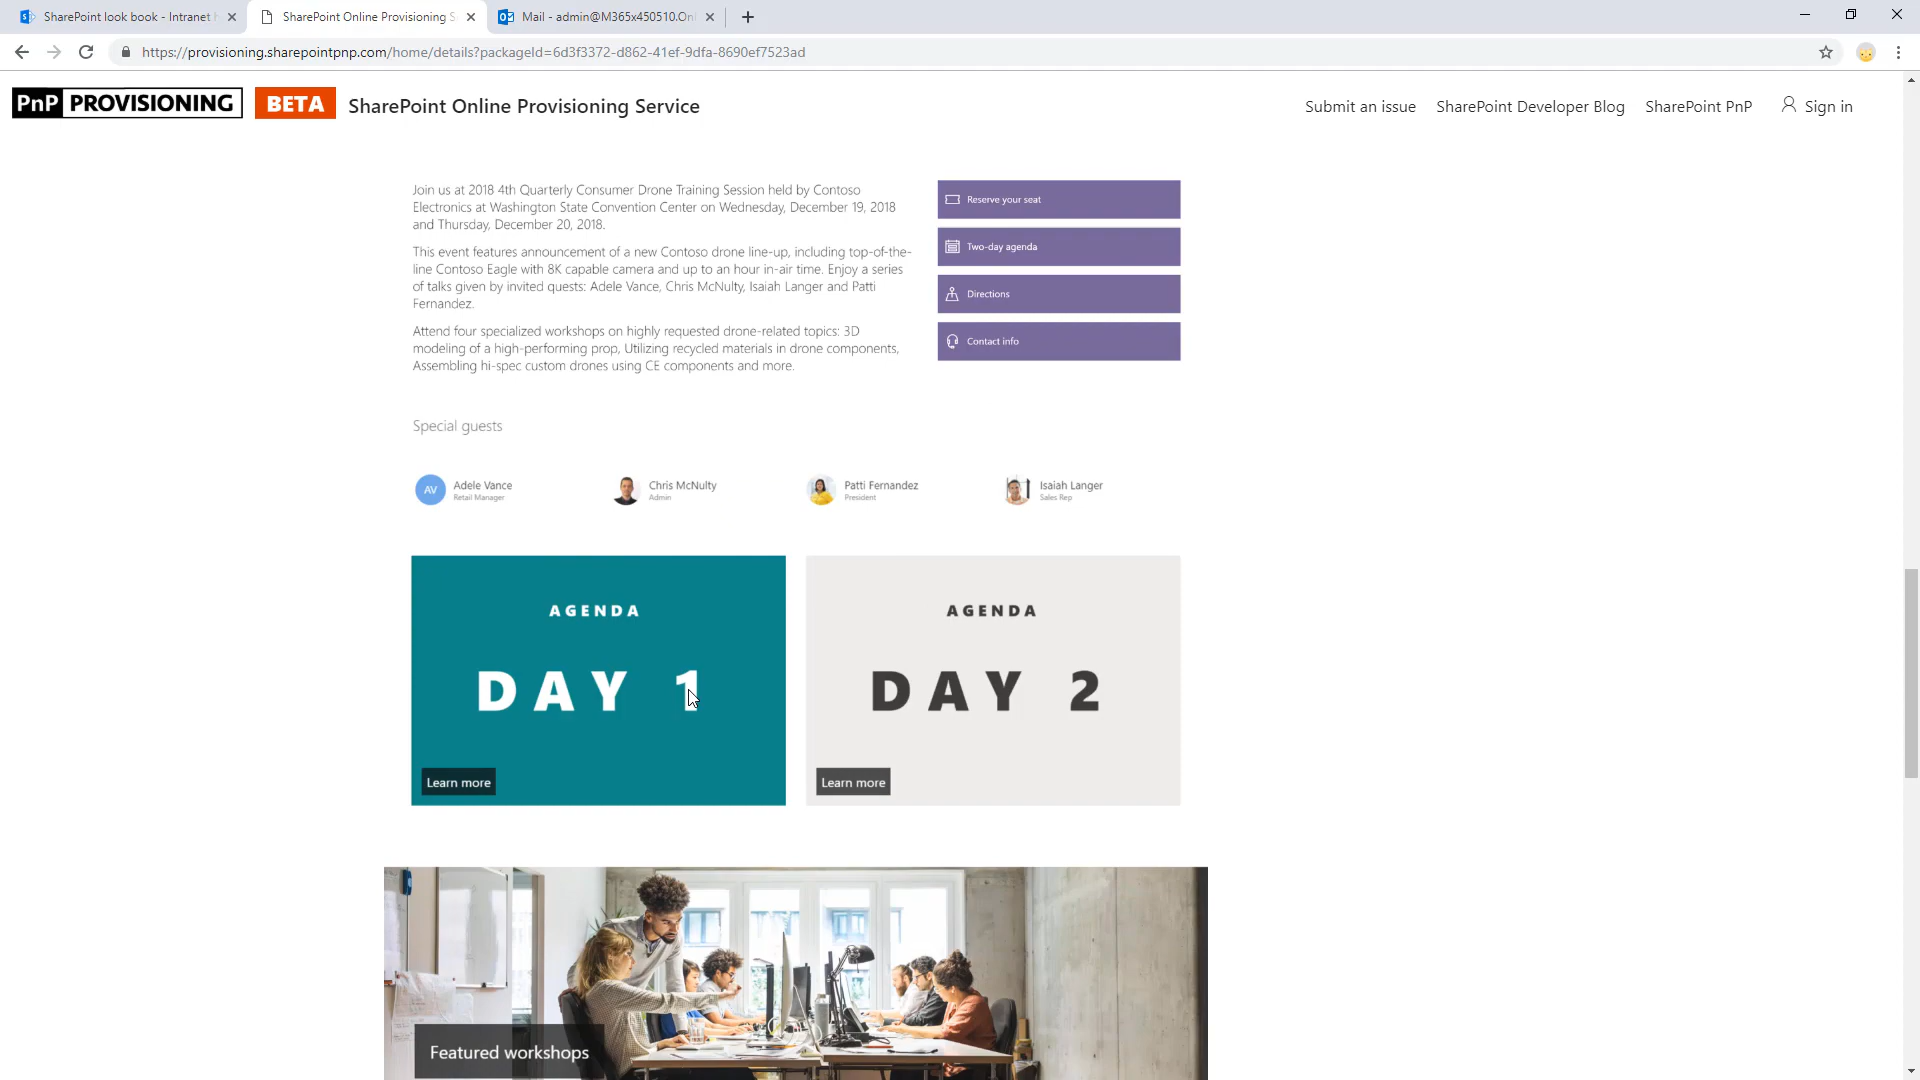 SharePoint look book - Intranet
SharePoint Online Provisioning S
Mail - admin@M365x450510.On
https://provisioning.sharepointpnp.com/home/details?packageId=6d3f3372-d862-41ef-9dfa-8690ef7523ad
PnP PROVISIONING
BETA
SharePoint Online Provisioning Service
Submit an issue
SharePoint Developer Blog
SharePoint PnP
Sign in
Join us at 2018 4th Quarterly Consumer Drone Training Session held by Contoso
Electronics at Washington State Convention Center on Wednesday, December 19, 2018
and Thursday, December 20, 2018.
This event features announcement of a new Contoso drone line-up, including top-of-the-
line Contoso Eagle with 8K capable camera and up to an hour in-air time. Enjoy a series
of talks given by invited quests: Adele Vance, Chris McNulty, Isaiah Langer and Patti
Fernandez.
Attend four specialized workshops on highly requested drone-related topics: 3D
modeling of a high-performing prop, Utilizing recycled materials in drone components,
Assembling hi-spec custom drones using CE components and more.
Reserve your seat
Two-day agenda
Directions
Contact info
Special guests
AV
Adele Vance
Retail Manager
Chris McNulty
Admin
Patti Fernandez
President
Isaiah Langer
Sales Rep
AGENDA
DAY 1
Learn more
AGENDA
DAY 2
Learn more
Featured workshops